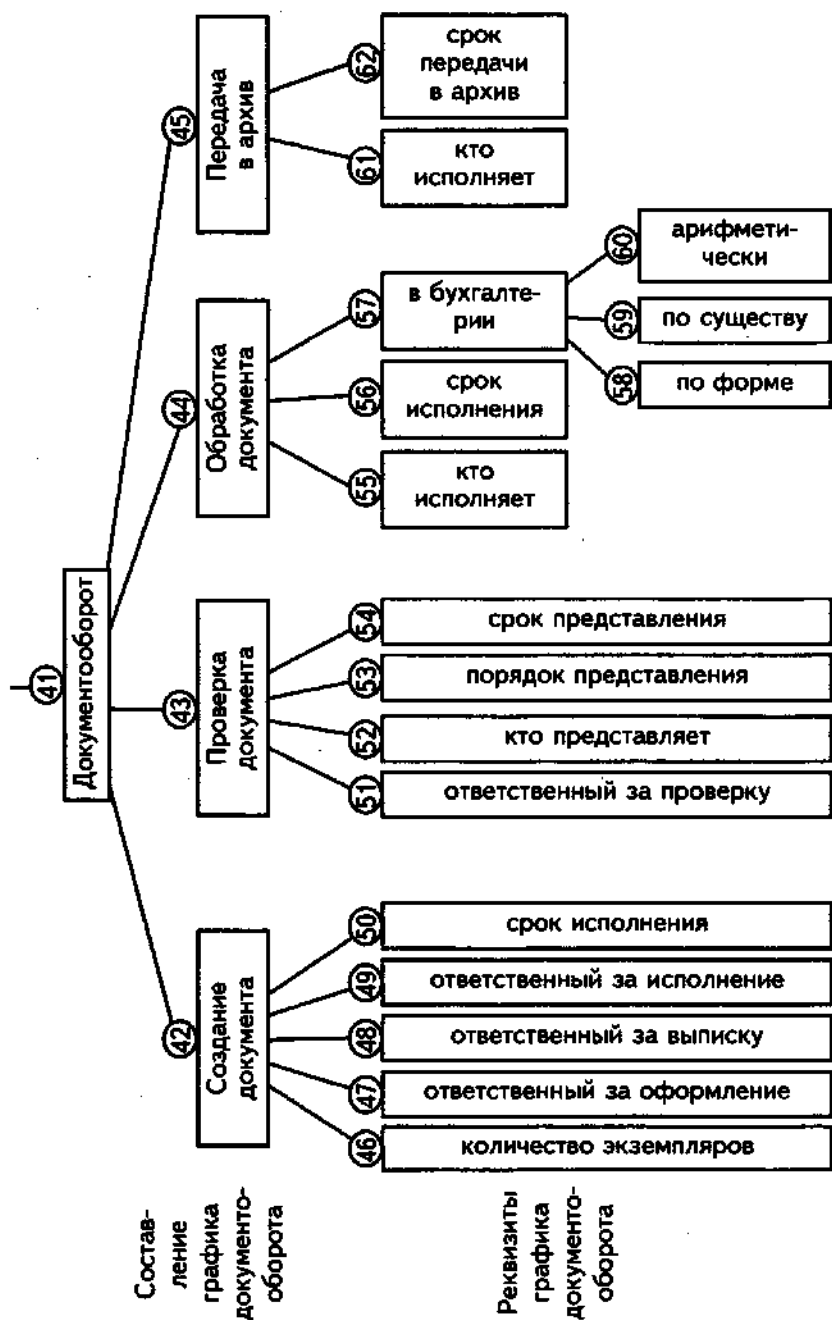 41
Документооборот
Состав-
ление
графика
документо-
оборота
42
Создание
документа
43
Проверка
документа
44
Обработка
документа
45
Передача
в архив
Реквизиты
графика
документо-
оборота
46
количество экземпляров
47
ответственный за оформление
48
ответственный за выписку
49
ответственный за исполнение
50
срок исполнения
51
ответственный за проверку
52
кто представляет
53
порядок представления
54
срок представления
55
кто
исполняет
56
срок
исполнения
57
в бухгалте-
рии
58
по форме
59
по существу
60
арифмети-
чески
61
кто
исполняет
62
срок
передачи
в архив